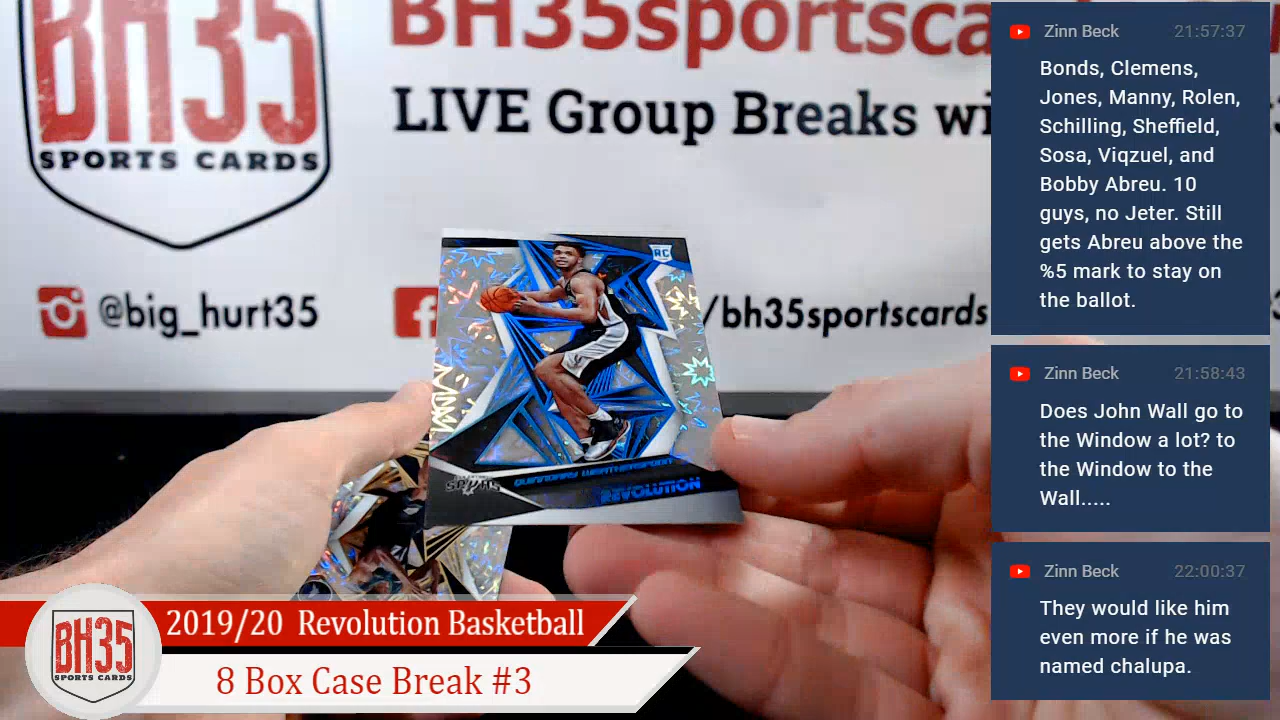 BH35
SPORTS CARDS
BH35sportsca
LIVE Group Breaks wi
@big_hurt35
/bh35sportscards
RC
SPURS
QUINNDARY WEATHERSPOON
REVOLUTION
BH35
SPORTS CARDS
2019/20 Revolution Basketball
8 Box Case Break #3
Zinn Beck 21:57:37
Bonds, Clemens,
Jones, Manny, Rolen,
Schilling, Sheffield,
Sosa, Viqzuel, and
Bobby Abreu. 10
guys, no Jeter. Still
gets Abreu above the
%5 mark to stay on
the ballot.
Zinn Beck 21:58:43
Does John Wall go to
the Window a lot? to
the Window to the
Wall.....
Zinn Beck 22:00:37
They would like him
even more if he was
named chalupa.